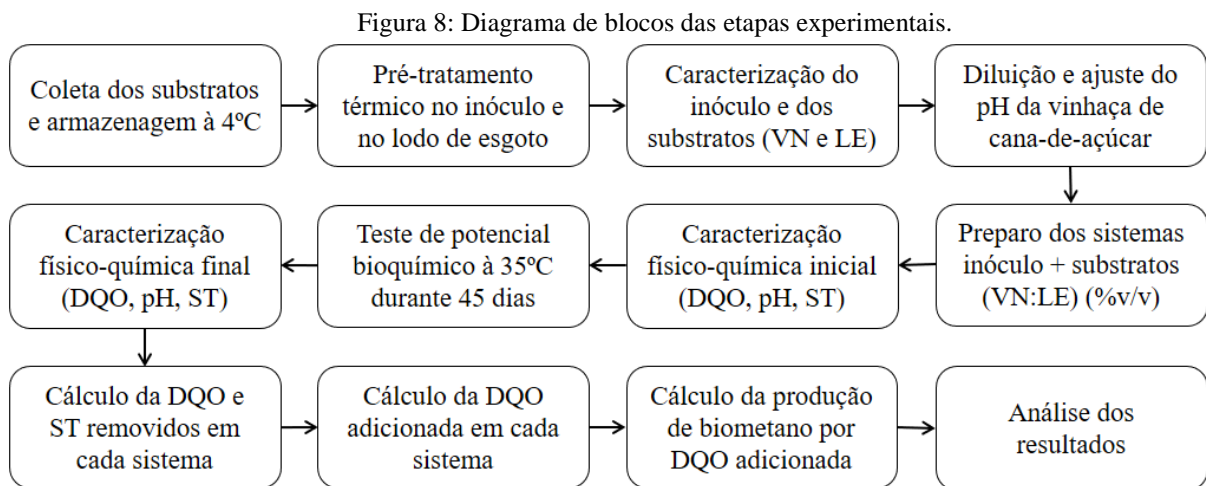 Figura 8: Diagrama de blocos das etapas experimentais.
Coleta dos substratos
e armazenagem à 4ºC
Pré-tratamento
térmico no inóculo e
no lodo de esgoto
Caracterização do
inóculo e dos
substratos (VN e LE)
Diluição e ajuste do
pH da vinhaça de
cana-de-açúcar
Preparo dos sistemas
inóculo + substratos
(VN:LE) (%v/v)
Caracterização
físico-química inicial
(DQO, pH, ST)
Teste de potencial
bioquímico à 35ºC
durante 45 dias
Caracterização
físico-química final
(DQO, pH, ST)
Cálculo da DQO e
ST removidos em
cada sistema
Cálculo da DQO
adicionada em cada
sistema
Cálculo da produção
de biometano por
DQO adicionada
Análise dos
resultados